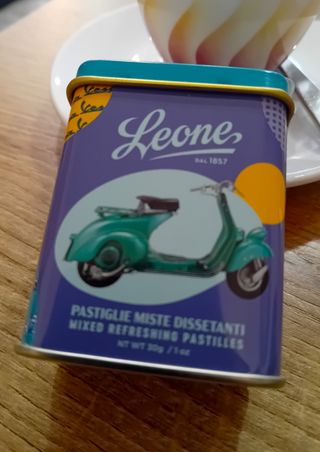 Leone
DAL 1857
PASTIGLIE MISTE DISSETANTI
MIXED REFRESHING PASTILLES
NT WT 30g / 1 oz